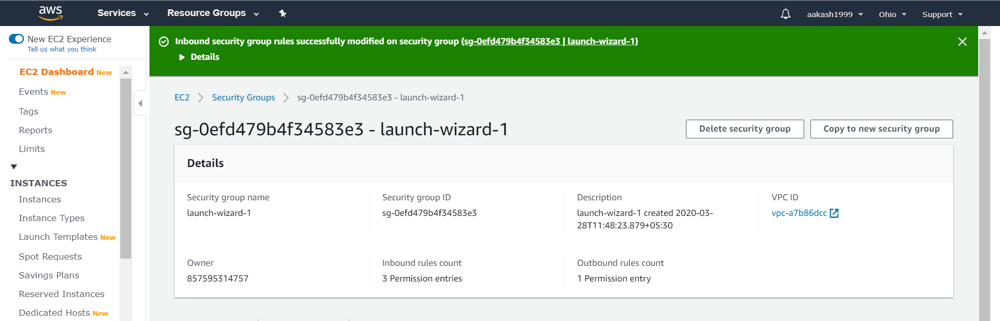 aws
Services
Resource Groups
aakash1999
Ohio
Support
New EC2 Experience
Tell us what you think
EC2 Dashboard New
Events New
Tags
Reports
Limits
INSTANCES
Instances
Instance Types
Launch Templates New
Spot Requests
Savings Plans
Reserved Instances
Dedicated Hosts New
Inbound security group rules successfully modified on security group (sg-0efd479b4f34583e3 | launch-wizard-1)
Details
EC2 > Security Groups > sg-0efd479b4f34583e3 - launch-wizard-1
sg-0efd479b4f34583e3 - launch-wizard-1
Delete security group
Copy to new security group
Details
Security group name
launch-wizard-1
Security group ID
sg-0efd479b4f34583e3
Description
launch-wizard-1 created 2020-03-
28T11:48:23.879+05:30
VPC ID
vpc-a7b86dcc
Owner
857595314757
Inbound rules count
3 Permission entries
Outbound rules count
1 Permission entry